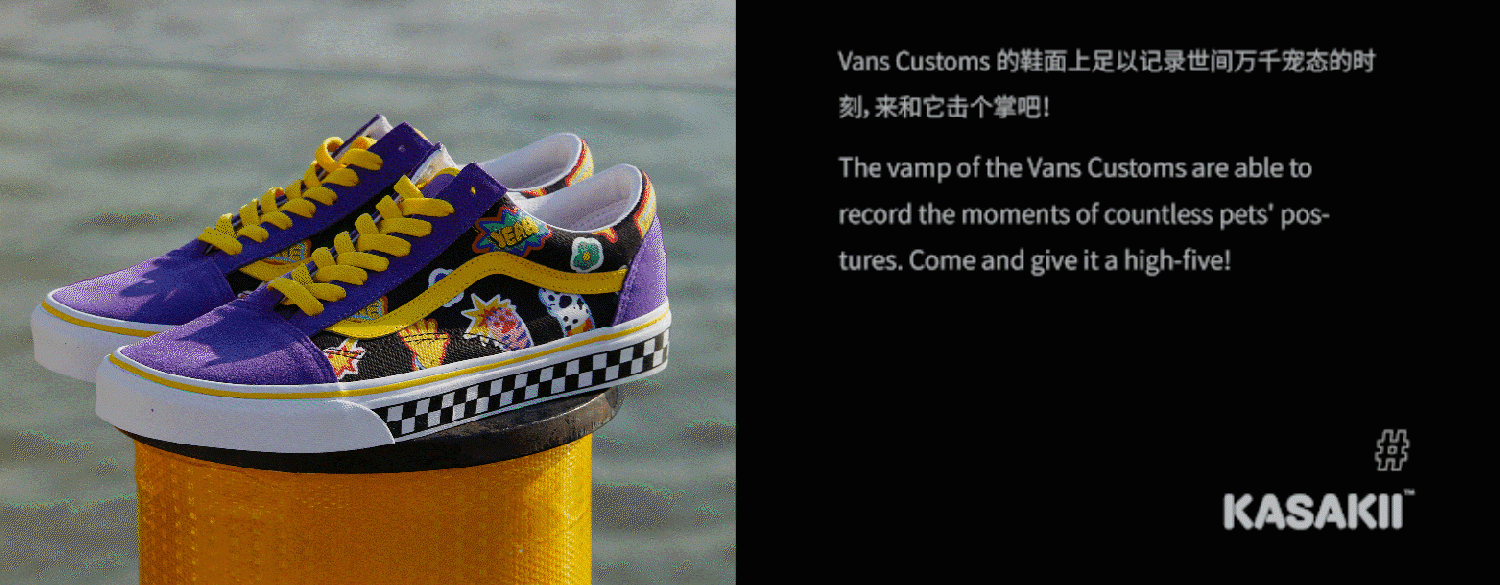 YEAH
Vans Customs 的鞋面上足以记录世间万千宠态的时
刻, 来和它击个掌吧!
The vamp of the Vans Customs are able to
record the moments of countless pets' pos-
tures. Come and give it a high-five!
#
KASAKII™